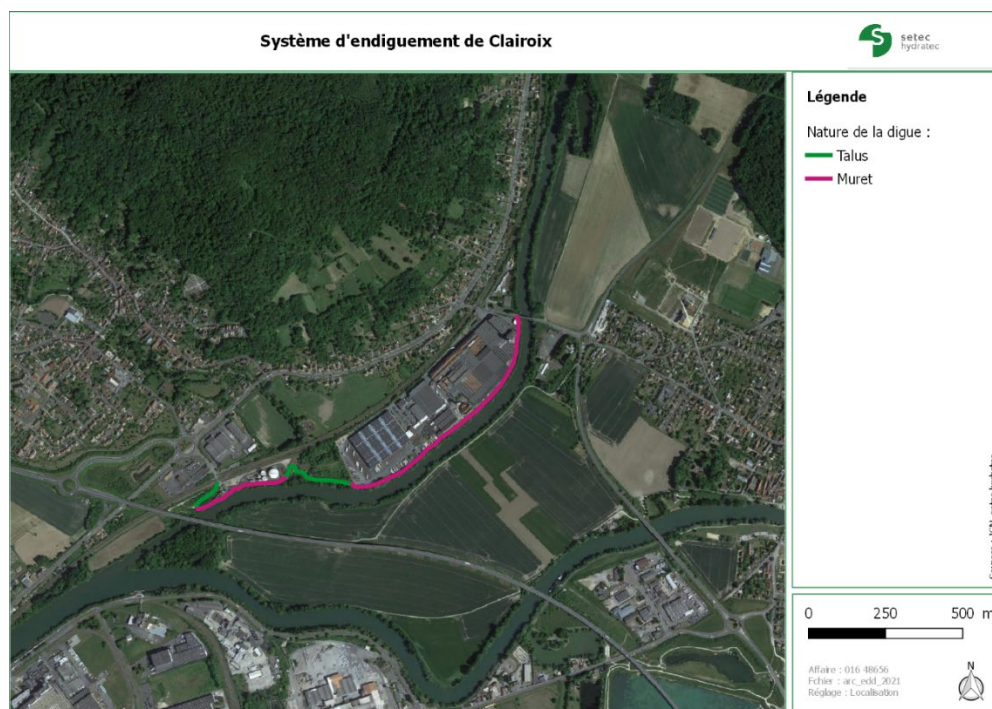 Système d'endiguement de Clairoix
setec
hydratec
Légende
Nature de la digue :
Talus
Muret
0 250 500 m
Affaire : 016 48656
Fchier : arc_edd_2021
Réglage : Localisation
N